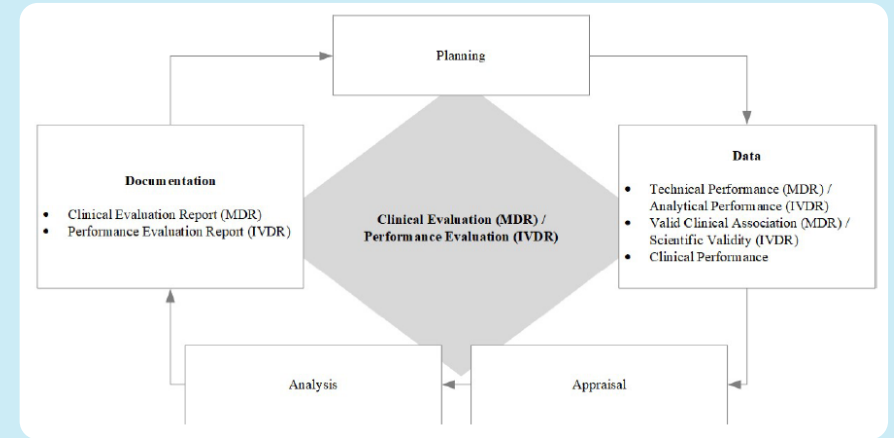 Planning
Documentation
• Clinical Evaluation Report (MDR)
• Performance Evaluation Report (IVDR)
Clinical Evaluation (MDR) /
Performance Evaluation (IVDR)
Data
• Technical Performance (MDR) /
Analytical Performance (IVDR)
• Valid Clinical Association (MDR) /
Scientific Validity (IVDR)
• Clinical Performance
Analysis
Appraisal